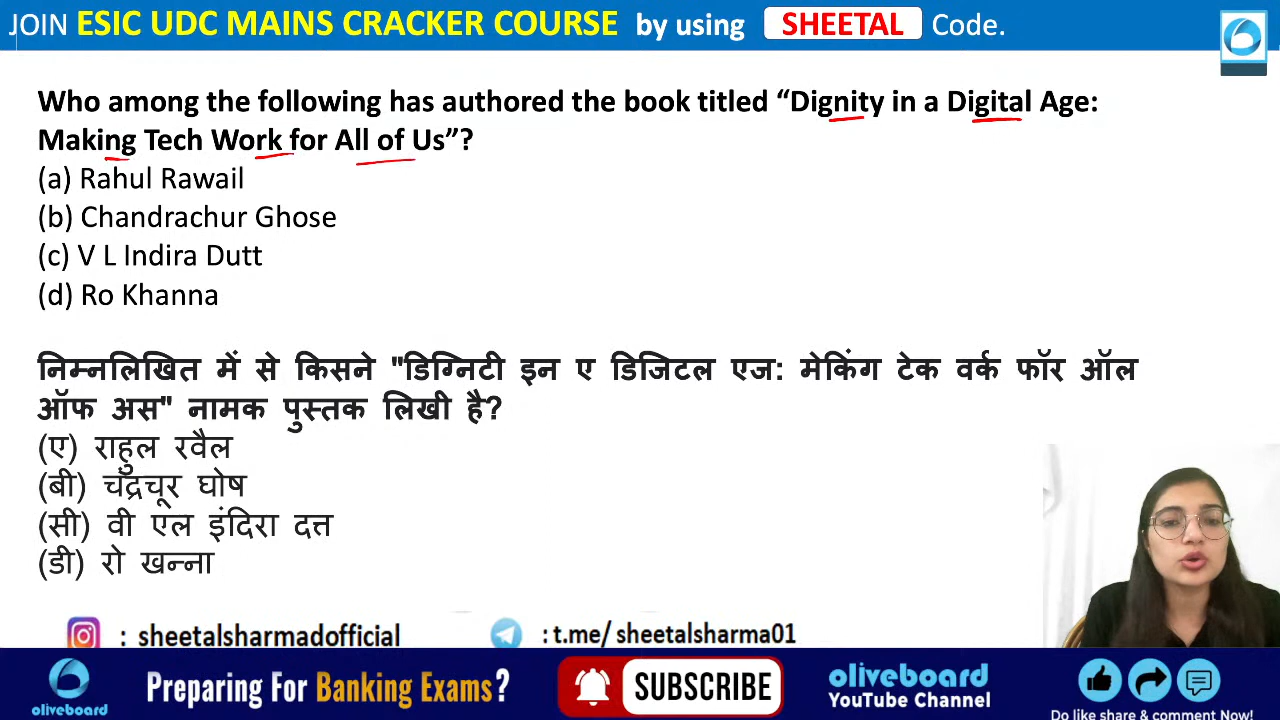 JOIN ESIC UDC MAINS CRACKER COURSE by using SHEETAL Code.
Who among the following has authored the book titled “Dignity in a Digital Age:
Making Tech Work for All of Us”?
(a) Rahul Rawail
(b) Chandrachur Ghose
(c) V L Indira Dutt
(d) Ro Khanna
निम्नलिखित में से किसने "डिग्निटी इन ए डिजिटल एज: मेकिंग टेक वर्क फॉर ऑल
ऑफ अस" नामक पुस्तक लिखी है?
(ए) राहुल रवैल
(बी) चंद्रचूर घोष
(सी) वी एल इंदिरा दत्त
(डी) रो खन्ना
: sheetalsharmadofficial : t.me/ sheetalsharma01
oliveboard Preparing For Banking Exams? SUBSCRIBE oliveboard
YouTube Channel
Do like share & comment Now!